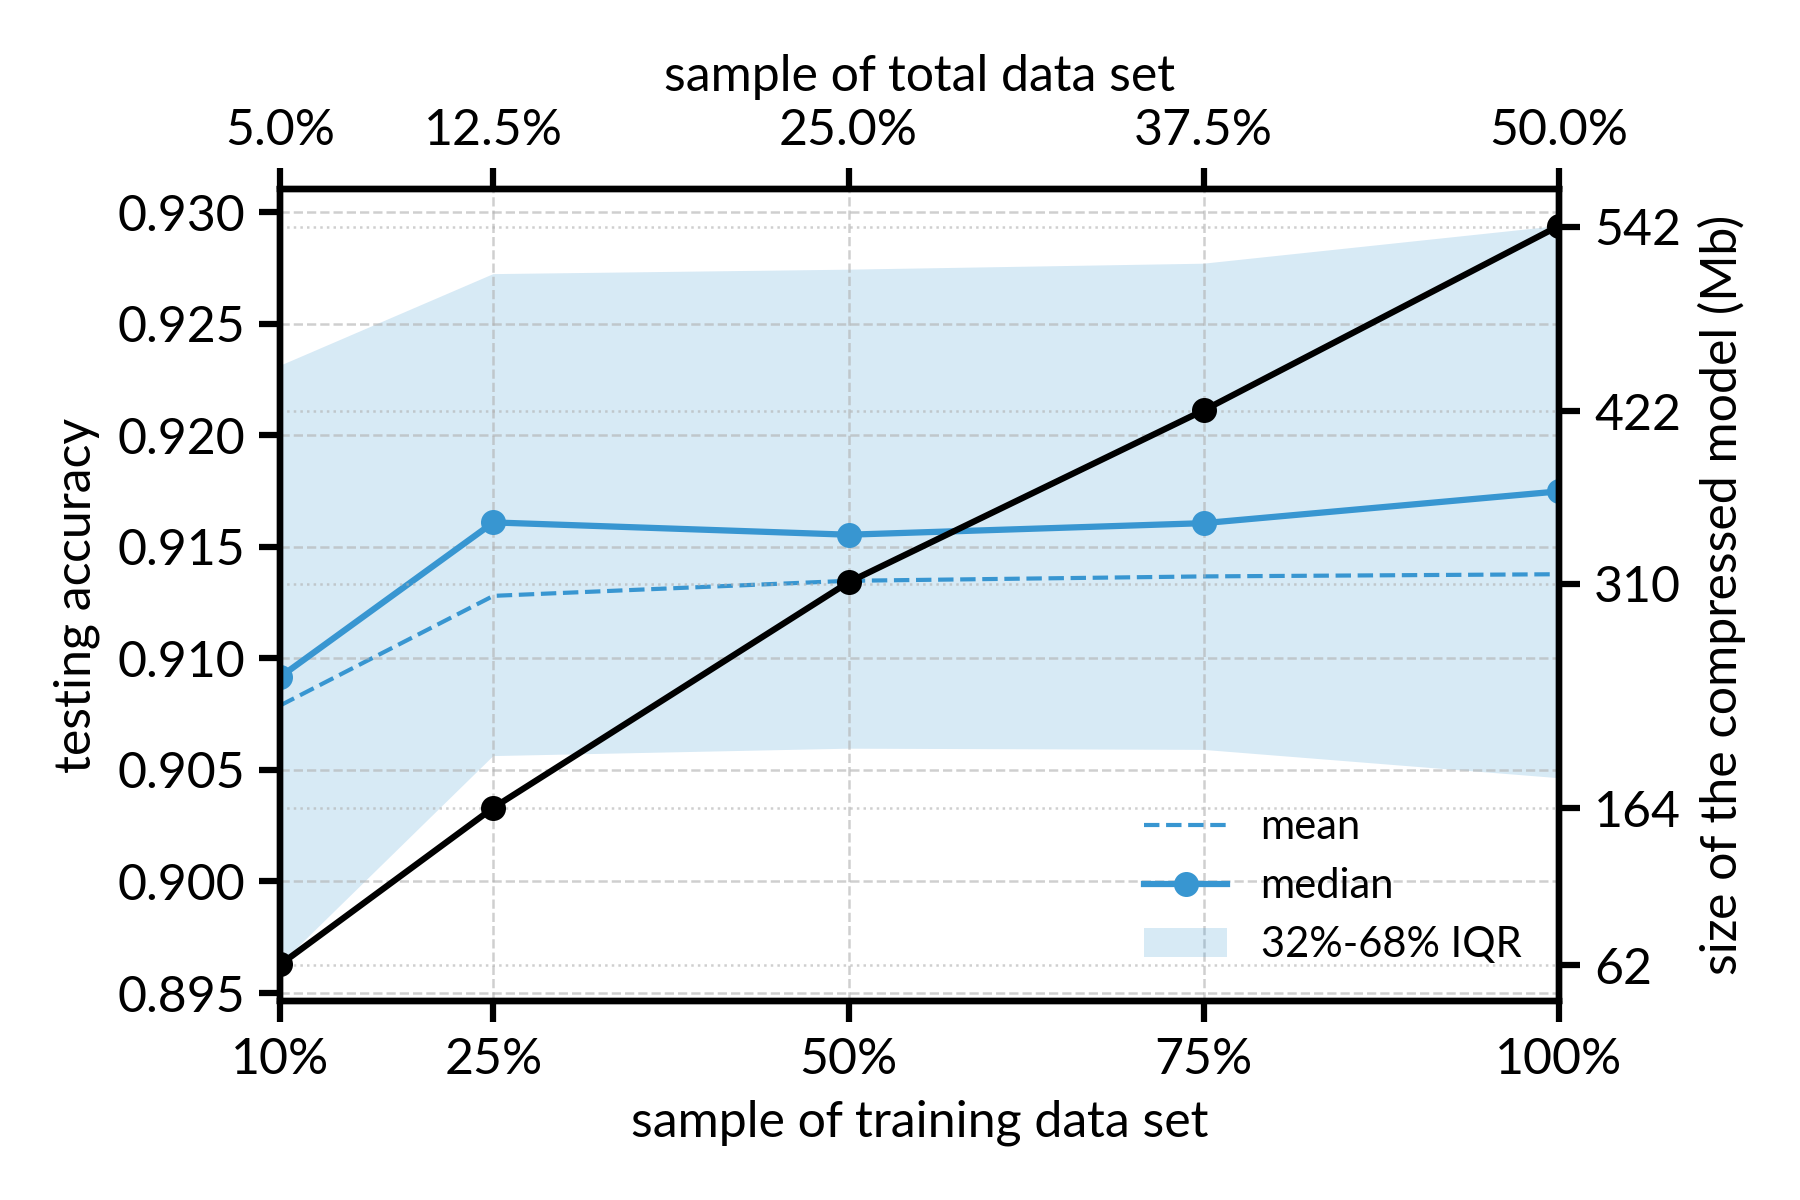 sample of total data set
5.0% 12.5% 25.0% 37.5% 50.0%
0.930
0.925
0.920
0.915
0.910
0.905
0.900
0.895
testing accuracy
542
422
310
164
62
size of the compressed model (Mb)
mean
median
32%-68% IQR
10% 25% 50% 75% 100%
sample of training data set